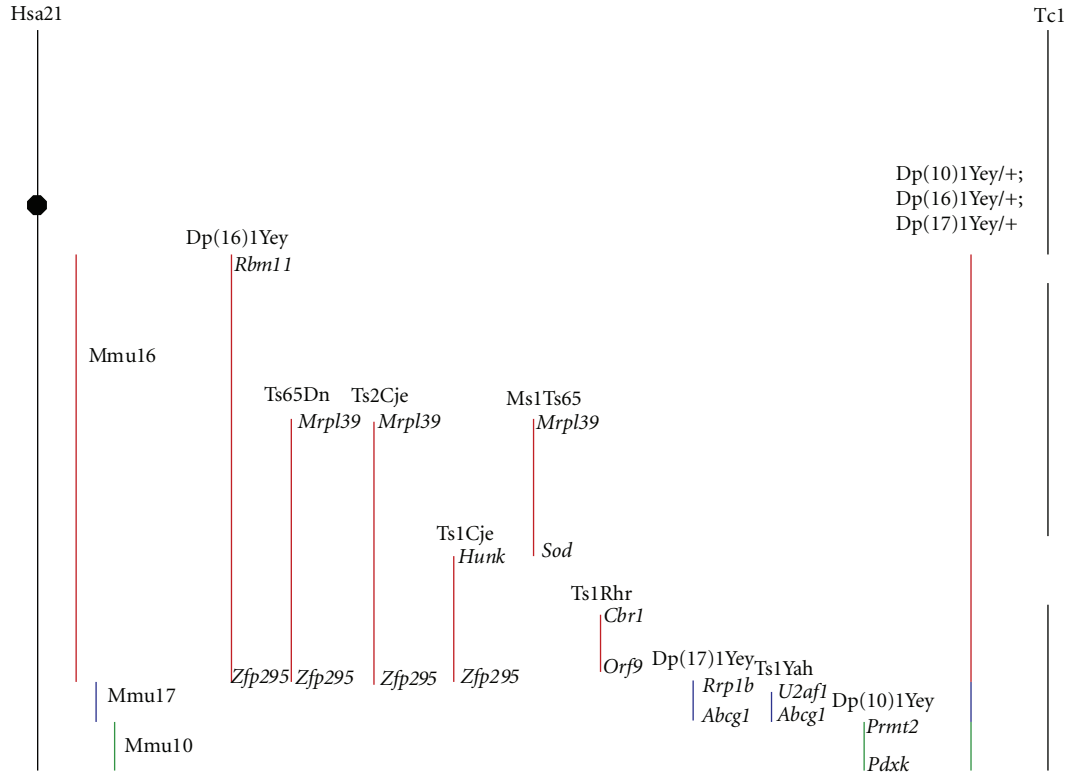 Hsa21
Tc1
Dp(10)1Yey/+;
Dp(16)1Yey/+;
Dp(17)1Yey/+
Dp(16)1Yey
Rbm11
Mmu16
Ts65Dn
Mrpl39
Ts2Cje
Mrpl39
Ms1Ts65
Mrpl39
Ts1Cje
Hunk
Sod
Ts1Rhr
Cbr1
Orf9
Zfp295
Zfp295
Zfp295
Zfp295
Dp(17)1Yey
Rrp1b
Abcg1
Ts1Yah
U2af1
Abcg1
Mmu17
Dp(10)1Yey
Prmt2
Pdxk
Mmu10